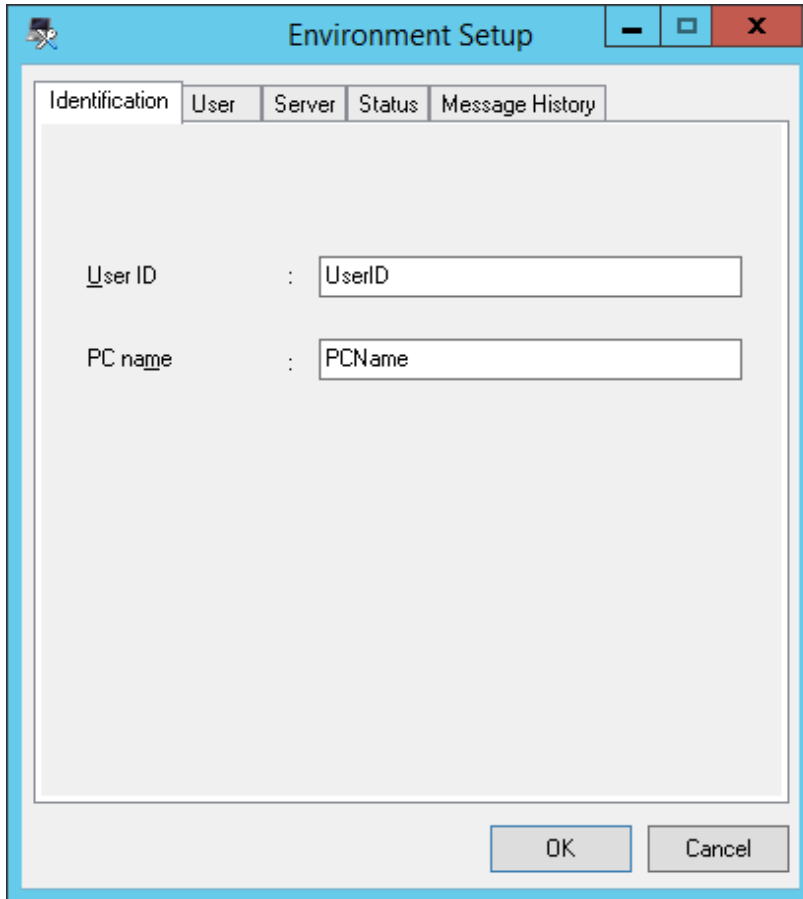 Environment Setup
Identification User Server Status Message History
User ID : UserID
PC name : PCName
OK Cancel